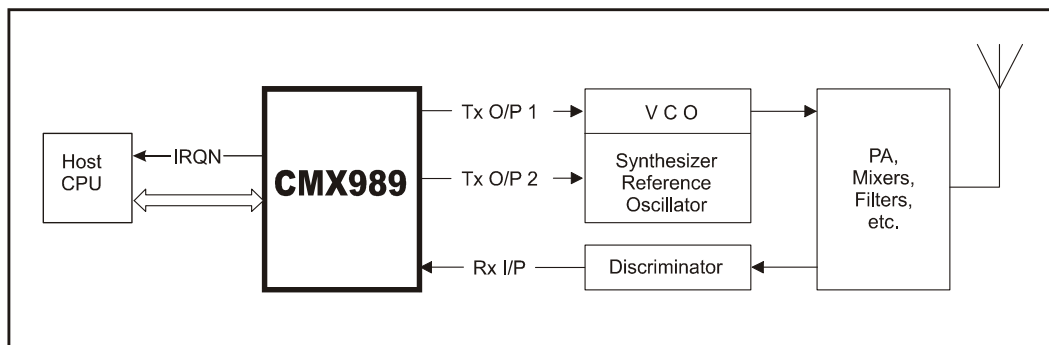 Host
CPU
IRQN
CMX989
Tx O/P 1
Tx O/P 2
Rx I/P
V C O
Synthesizer
Reference
Oscillator
Discriminator
PA,
Mixers,
Filters,
etc.